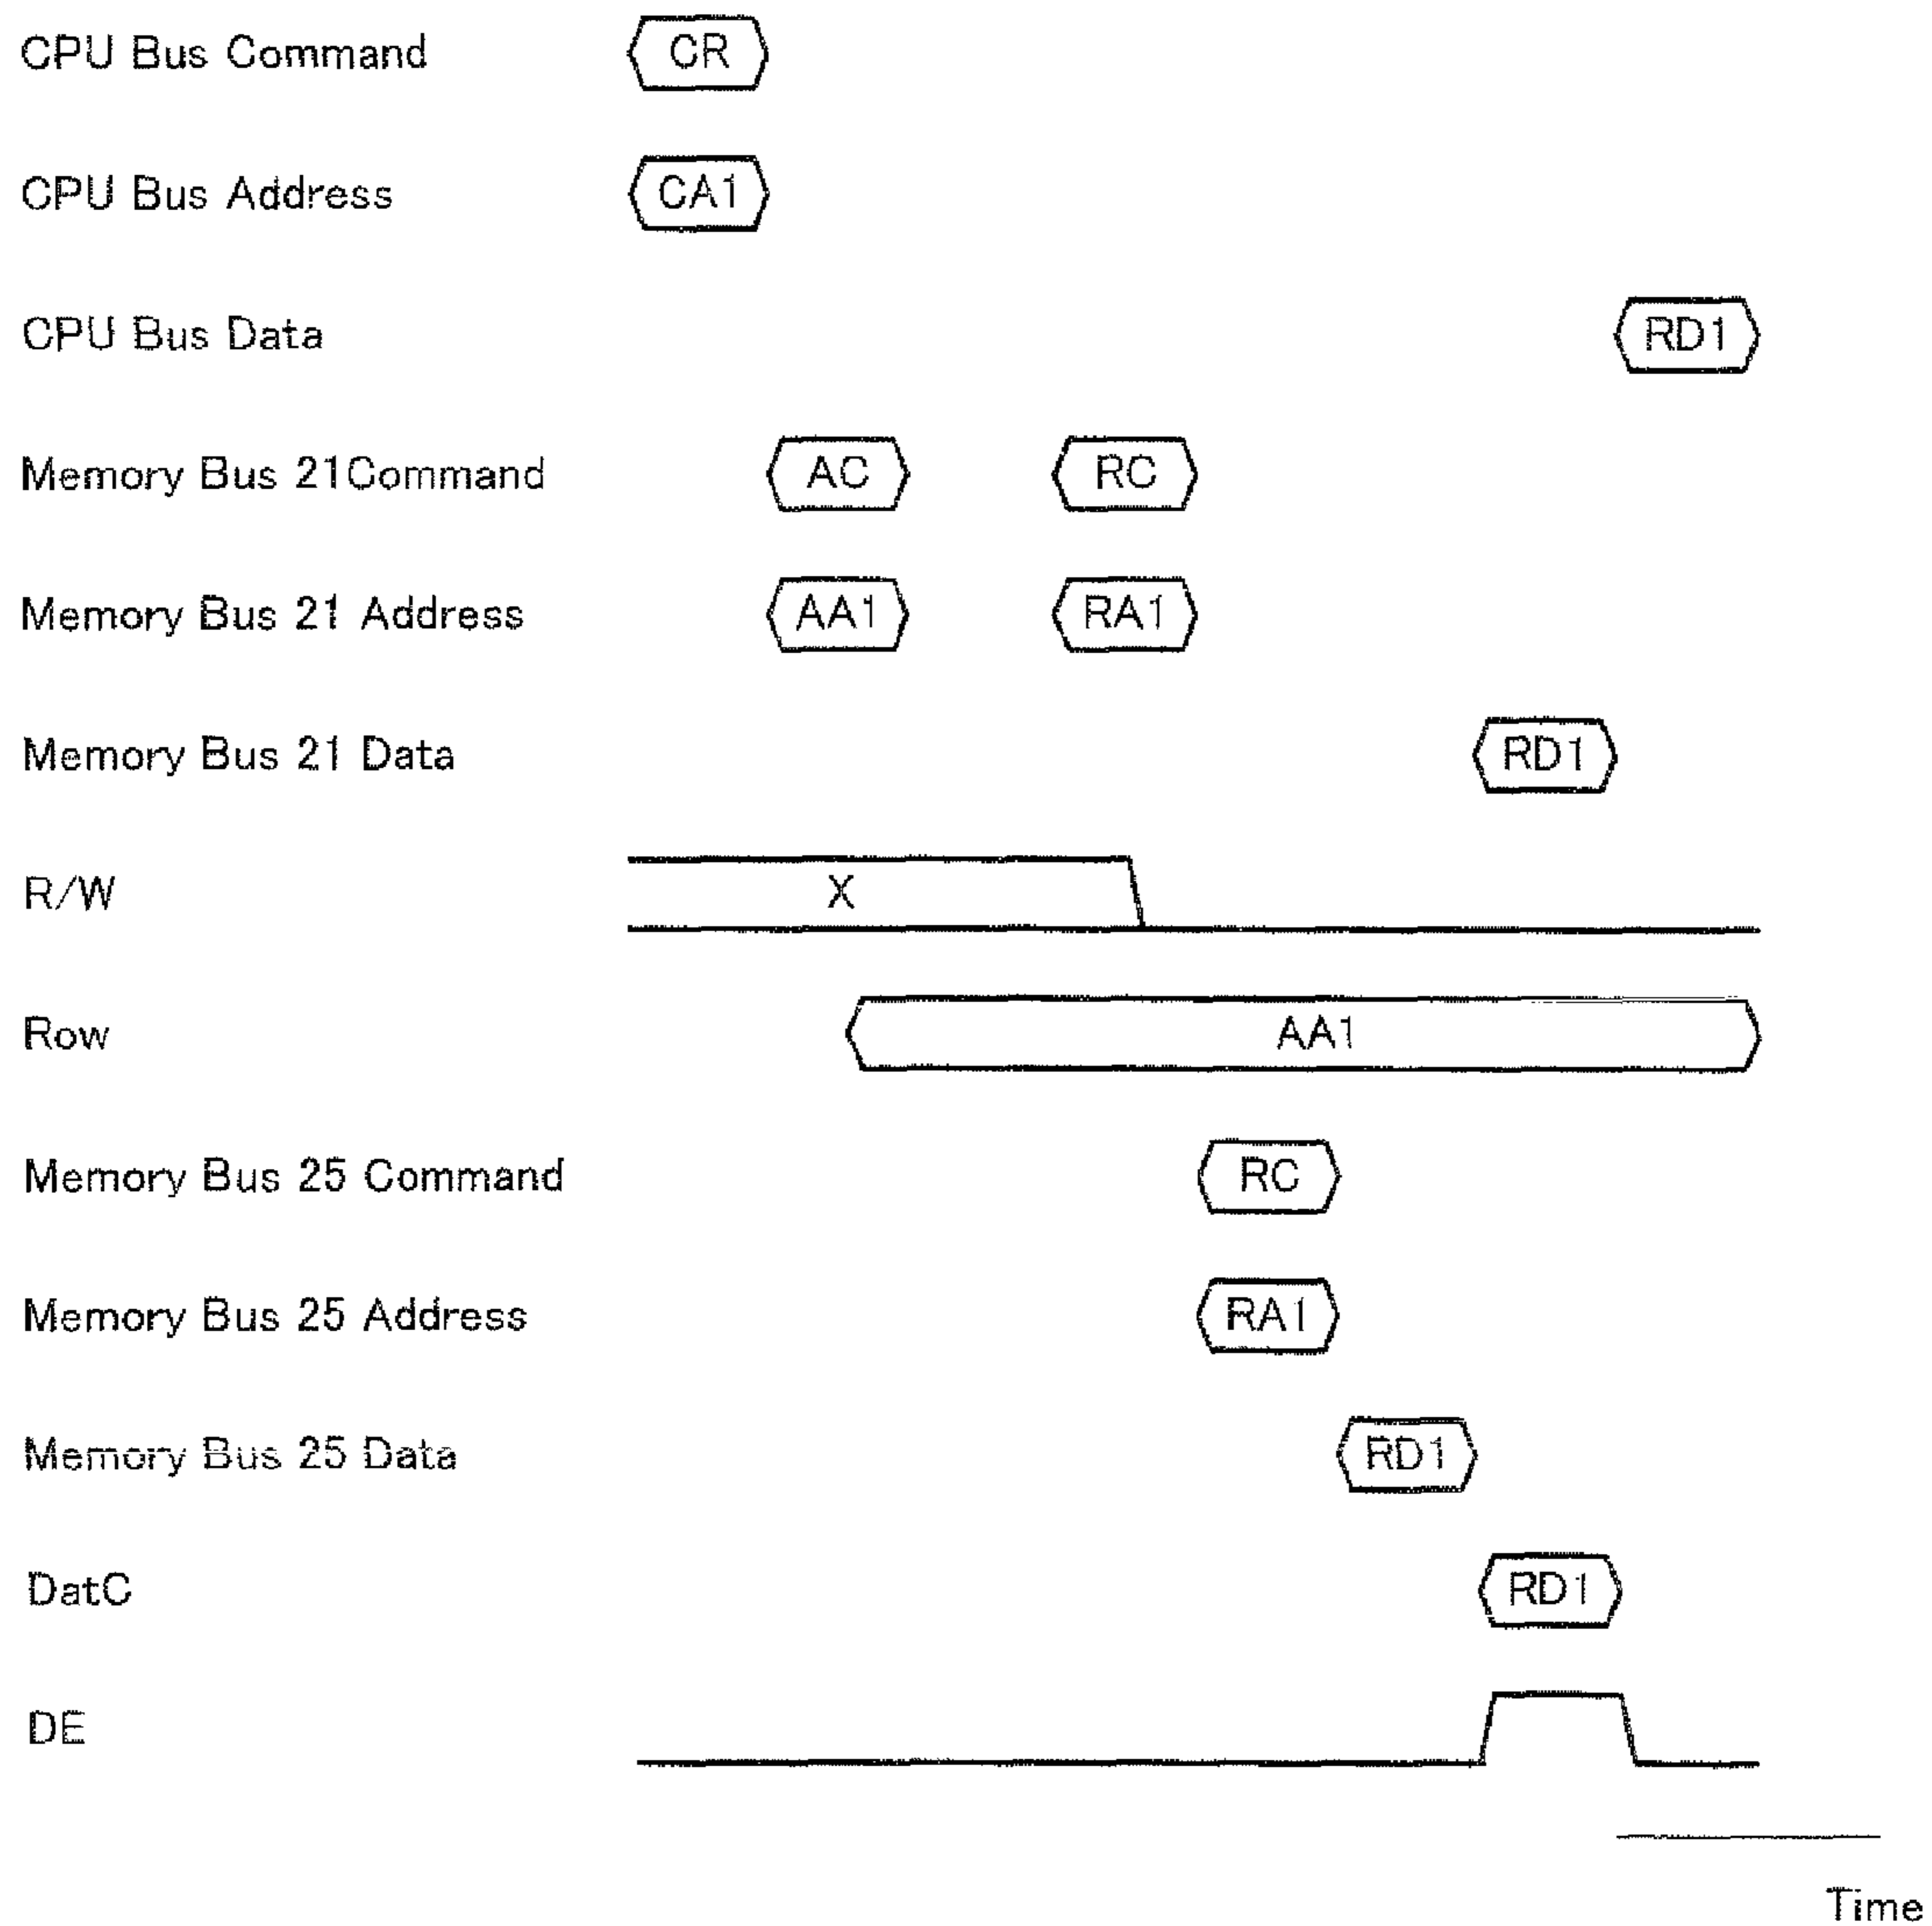 CPU Bus Command CR
CPU Bus Address CA1
CPU Bus Data RD1
Memory Bus 21Command AC RC
Memory Bus 21 Address AA1 RA1
Memory Bus 21 Data RD1
R/W X
Row AA1
Memory Bus 25 Command RC
Memory Bus 25 Address RA1
Memory Bus 25 Data RD1
DatC RD1
DE
Time